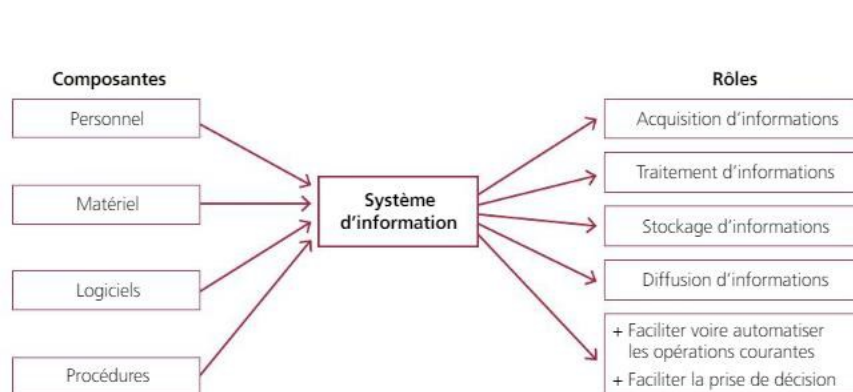 Composantes
Personnel
Matériel
Logiciels
Procédures
Système
d'information
Rôles
Acquisition d'informations
Traitement d'informations
Stockage d'informations
Diffusion d'informations
+ Faciliter voire automatiser
les opérations courantes
+ Faciliter la prise de décision